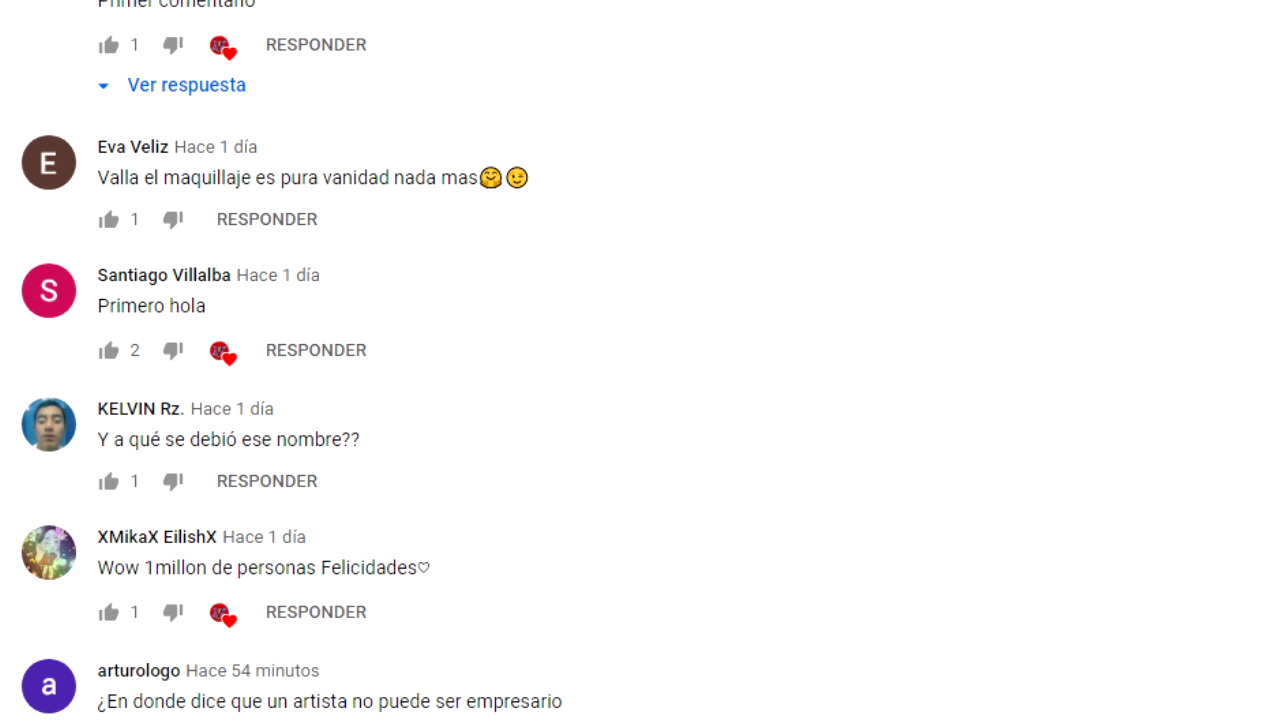 Primer comentario
1 RESPONDER
Ver respuesta
E
Eva Veliz Hace 1 día
Valla el maquillaje es pura vanidad nada mas🤗😉
1 RESPONDER
S
Santiago Villalba Hace 1 día
Primero hola
2 RESPONDER
KELVIN Rz. Hace 1 día
Y a qué se debió ese nombre??
1 RESPONDER
XMikaX EilishX Hace 1 día
Wow 1millon de personas Felicidades♡
1 RESPONDER
a
arturologo Hace 54 minutos
¿En donde dice que un artista no puede ser empresario